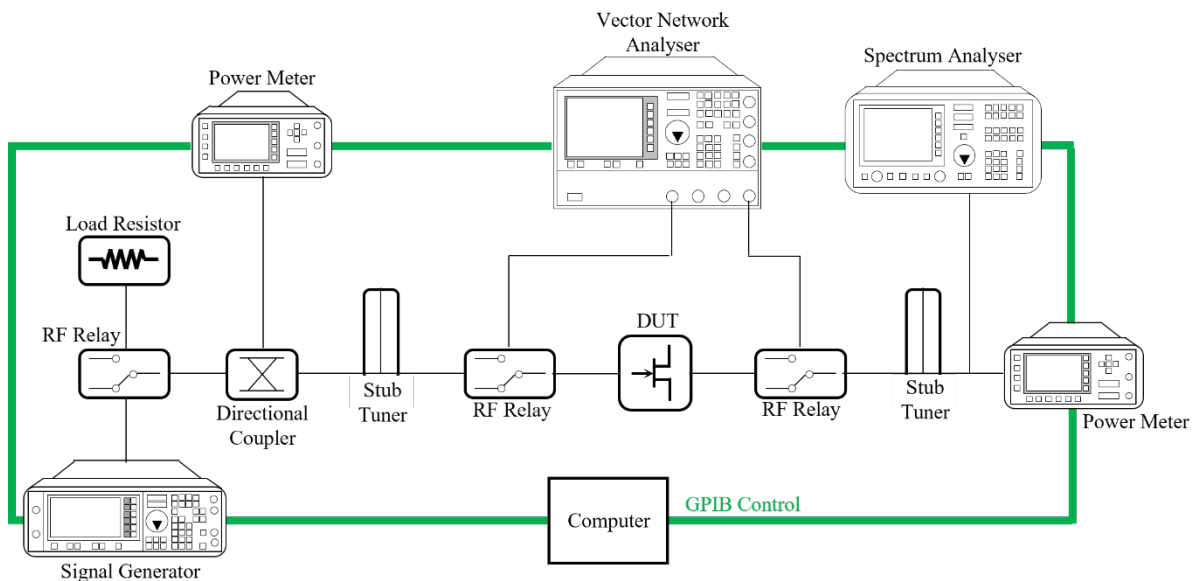 Vector Network
Analyser
Spectrum Analyser
Power Meter
Load Resistor
RF Relay
DUT
Directional
Coupler
Stub
Tuner
RF Relay
RF Relay
Stub
Tuner
Power Meter
GPIB Control
Computer
Signal Generator